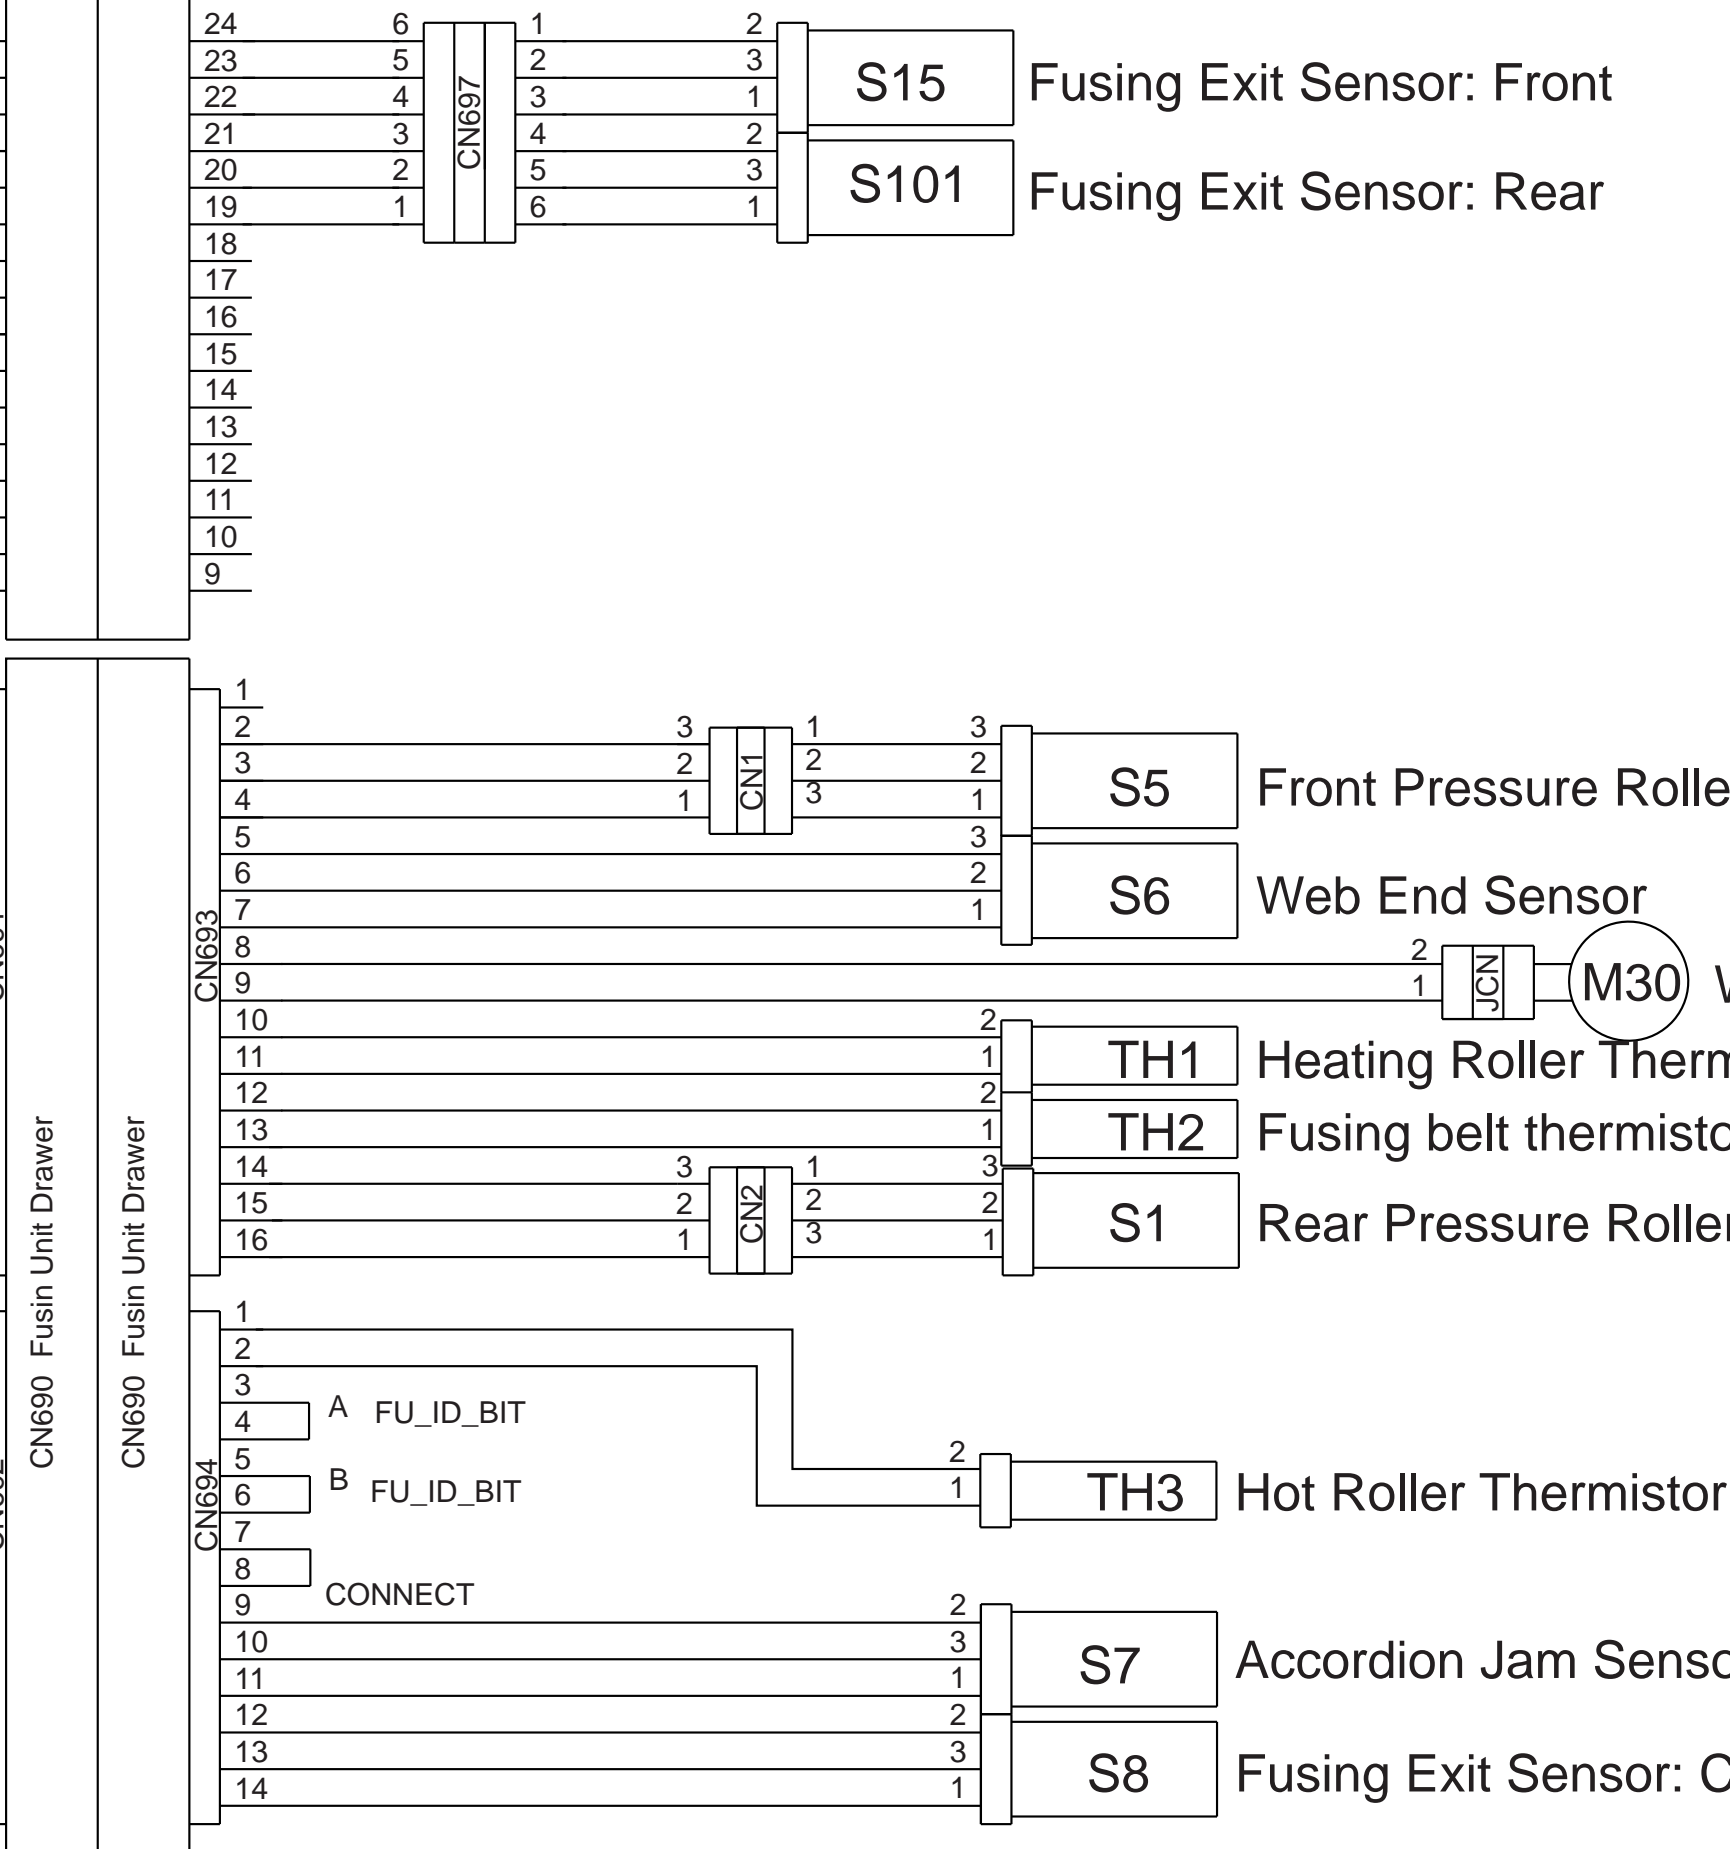 24 6 1 2
23 5 2 3
22 4 3 1
21 3 4 2
20 2 5 3
19 1 6 1
CN697
S15 Fusing Exit Sensor: Front
S101 Fusing Exit Sensor: Rear
18
17
16
15
14
13
12
11
10
9
CN690 Fusin Unit Drawer
CN690 Fusin Unit Drawer
CN693
1
2 3 1 3
3 2 2 2
4 1 3 1
CN1
S5 Front Pressure Rolle
5 3
6 2
7 1
S6 Web End Sensor
8 2
9 1
JCN
M30
10 2
11 1
TH1 Heating Roller Therm
12 2
13 1
TH2 Fusing belt thermisto
14 3 1 3
15 2 2 2
16 1 3 1
CN2
S1 Rear Pressure Roller
CN694
1
2
3
4
A FU_ID_BIT
5
6
B FU_ID_BIT
7
8
CONNECT
2
1
TH3 Hot Roller Thermistor
9 2
10 3
11 1
S7 Accordion Jam Senso
12 2
13 3
14 1
S8 Fusing Exit Sensor: C